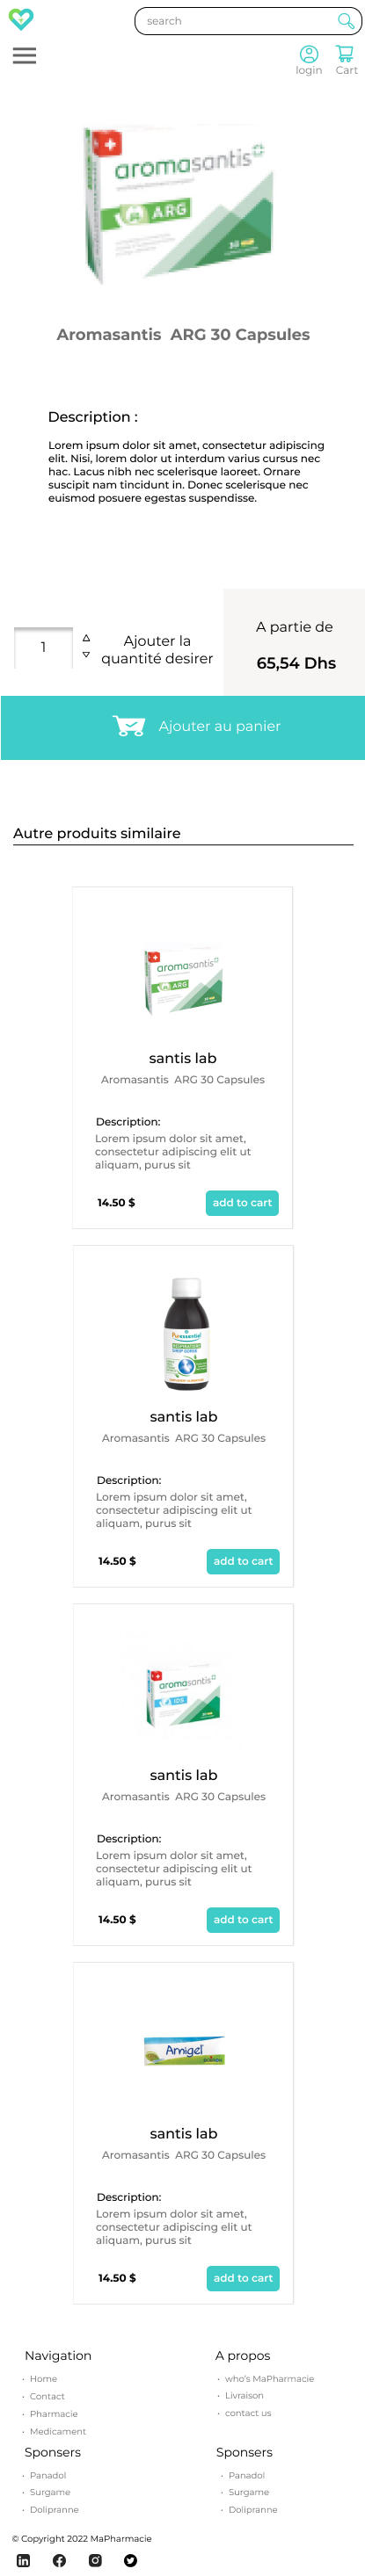 search
login
Cart
aromasantis
ARG
Aromasantis ARG 30 Capsules
Description :
Lorem ipsum dolor sit amet, consectetur adipiscing
elit. Nisi, lorem dolor ut interdum varius cursus nec
hac. Lacus nibh nec scelerisque laoreet. Ornare
suscipit nam tincidunt in. Donec scelerisque nec
euismod posuere egestas suspendisse.
1
Ajouter la
quantité desirer
A partie de
65,54 Dhs
Ajouter au panier
Autre produits similaire
aromasantis
ARG
santis lab
Aromasantis ARG 30 Capsules
Description:
Lorem ipsum dolor sit amet,
consectetur adipiscing elit ut
aliquam, purus sit
14.50 $
add to cart
Puressentiel
santis lab
Aromasantis ARG 30 Capsules
Description:
Lorem ipsum dolor sit amet,
consectetur adipiscing elit ut
aliquam, purus sit
14.50 $
add to cart
aromasantis
santis lab
Aromasantis ARG 30 Capsules
Description:
Lorem ipsum dolor sit amet,
consectetur adipiscing elit ut
aliquam, purus sit
14.50 $
add to cart
Arnigel
santis lab
Aromasantis ARG 30 Capsules
Description:
Lorem ipsum dolor sit amet,
consectetur adipiscing elit ut
aliquam, purus sit
14.50 $
add to cart
Navigation
• Home
• Contact
• Pharmacie
• Medicament
A propos
• who's MaPharmacie
• Livraison
• contact us
Sponsers
• Panadol
• Surgame
• Dolipranne
Sponsers
• Panadol
• Surgame
• Dolipranne
© Copyright 2022 MaPharmacie